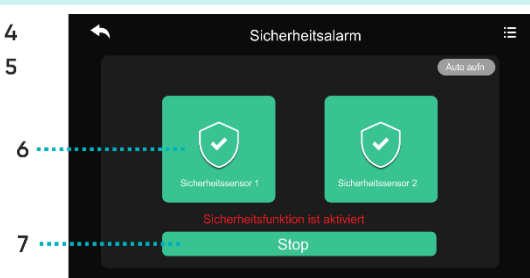 4
Sicherheitsalarm
5
Auto aufn
6
Sicherheitssensor 1
Sicherheitssensor 2
Sicherheitsfunktion ist aktiviert
7
Stop